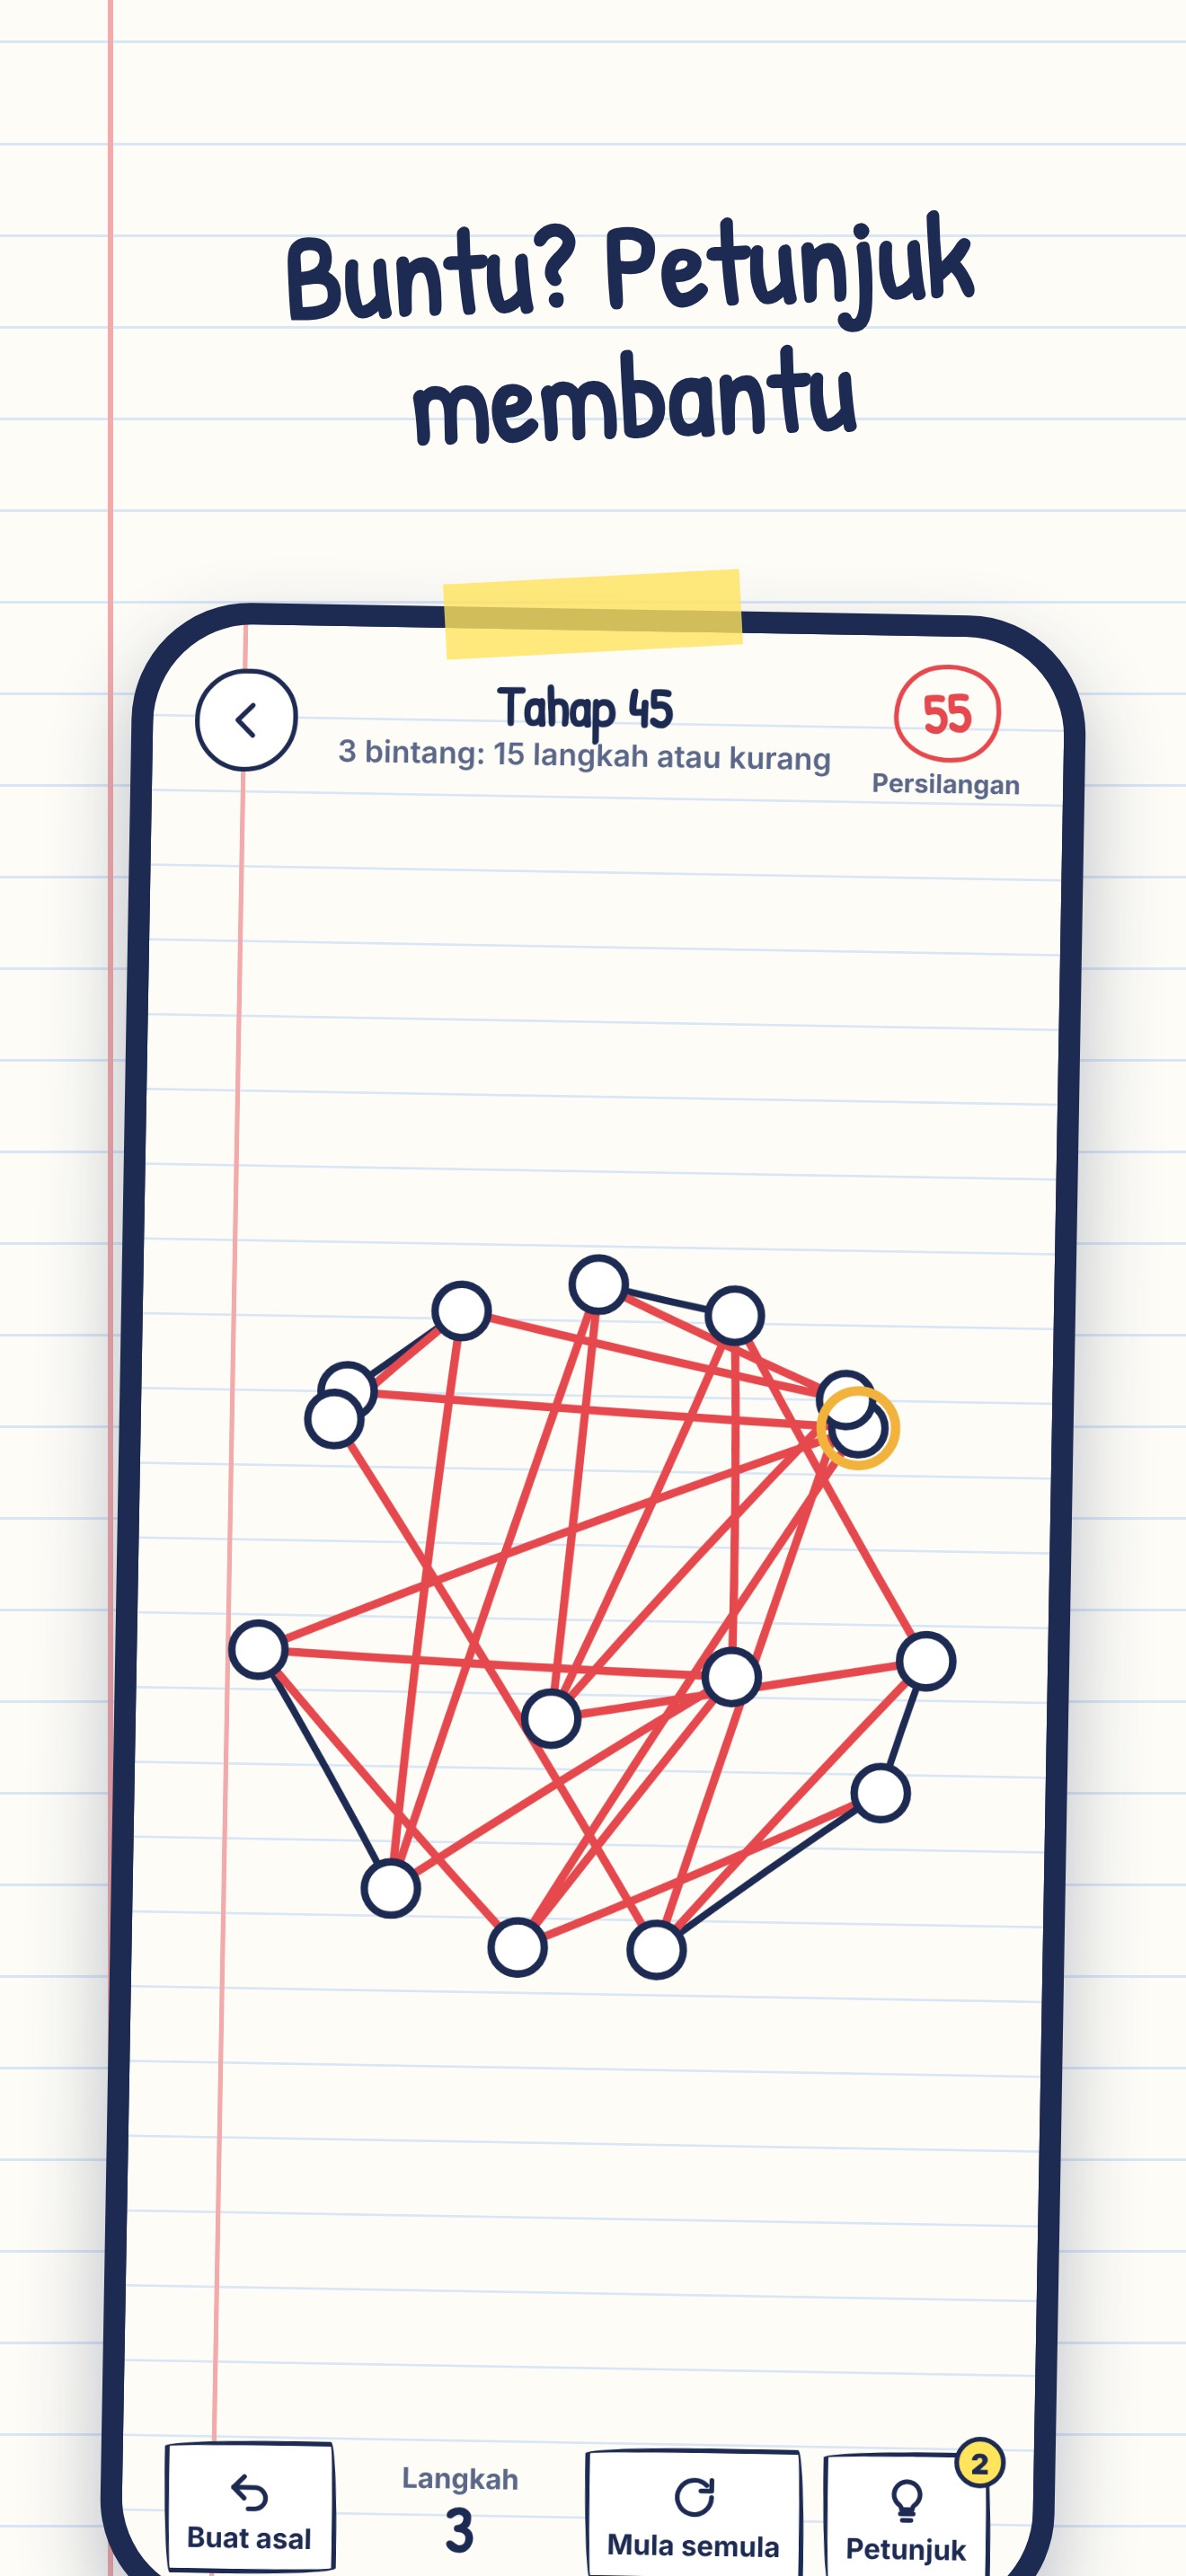 Buntu? Petunjuk
membantu
Tahap 45
3 bintang: 15 langkah atau kurang
55
Persilangan
Buat asal
Langkah
3
Mula semula
Petunjuk
2